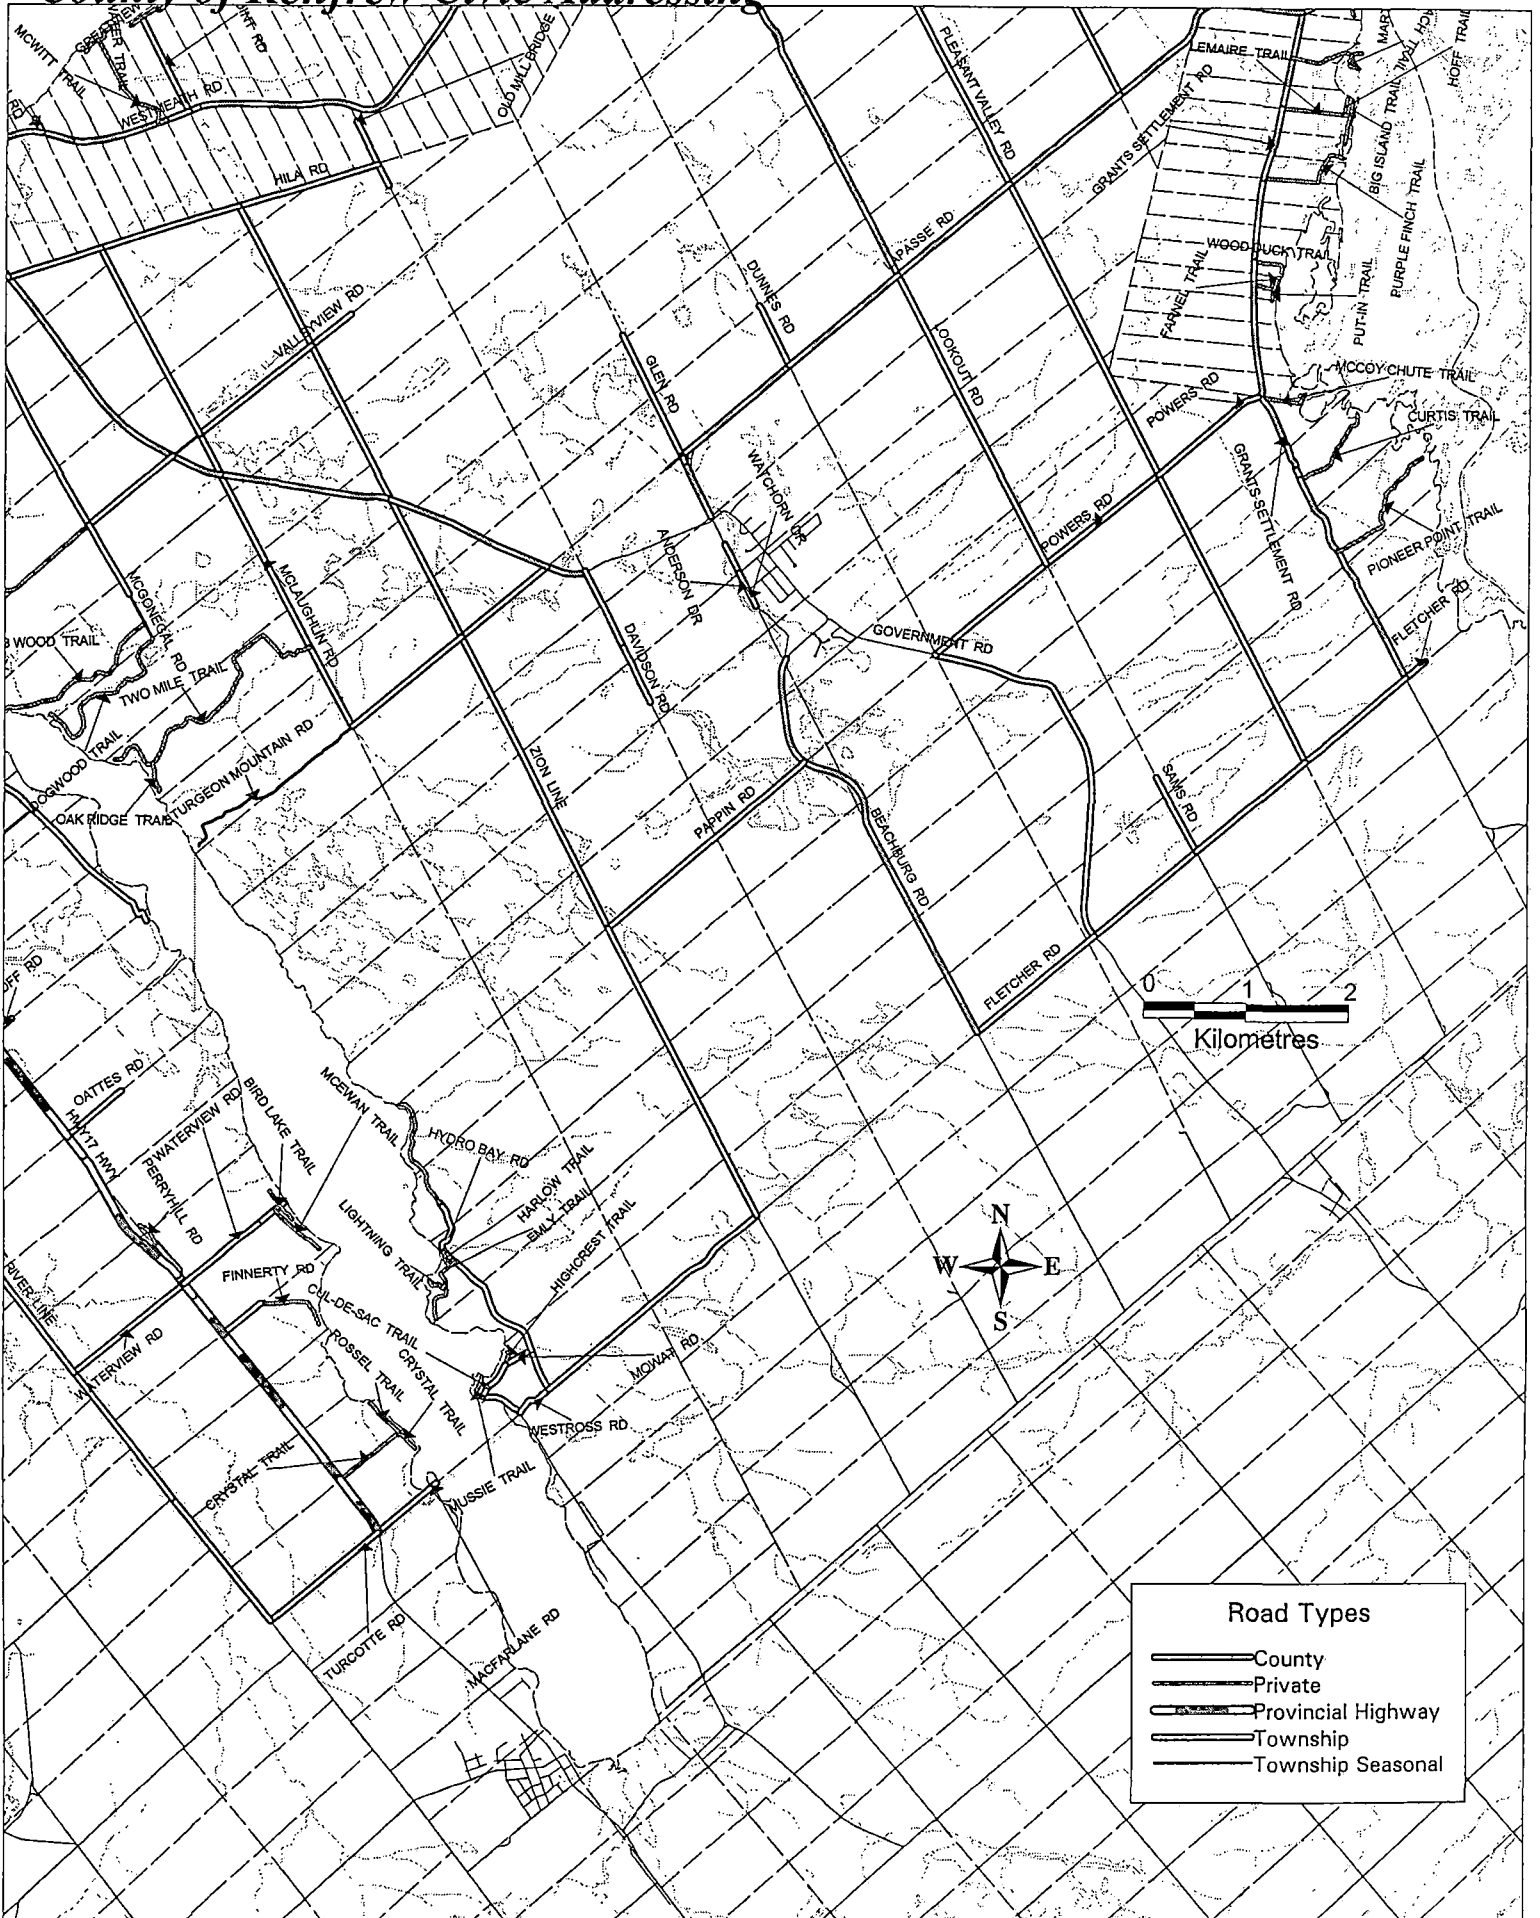 County of Renfrew Civic Addressing
MCWITT TRAIL
WESTMEATH RD
OLD MILL BRIDGE
HILA RD
PLEASANT VALLEY RD
GRANTS SETTLEMENT RD
LEMAIRE TRAIL
HOFF TRAIL
BIG ISLAND TRAIL
PURPLE FINCH TRAIL
LAPASSE RD
WOOD DUCK TRAIL
FARNEL TRAIL
PUT-IN TRAIL
DUNNES RD
VALLEYVIEW RD
GLEN RD
LOOKOUT RD
POWERS RD
MCCOY CHUTE TRAIL
CURTIS TRAIL
GRANTS SETTLEMENT RD
PIONEER POINT TRAIL
POWERS RD
WATCHORN DR
ANDERSON DR
MCGONEGAL RD
MCLAUGHLIN RD
DAVIDSON RD
GOVERNMENT RD
FLETCHER RD
WOOD TRAIL
TWO MILE TRAIL
DOGWOOD TRAIL
STURGEON MOUNTAIN RD
OAK RIDGE TRAIL
ZION LINE
PAPPIN RD
BEACHBURG RD
SAMS RD
FLETCHER RD
0 1 2
Kilometres
OATTES RD
HWY17 HWY
WATERVIEW RD
PERRYHILL RD
BIRD LAKE TRAIL
MCEWAN TRAIL
HYDRO BAY RD
HARLOW TRAIL
EMLY TRAIL
HIGHCREST TRAIL
LIGHTNING TRAIL
N
W E
S
RIVER LINE
FINNERTY RD
CUL-DE-SAC TRAIL
ROSSEL TRAIL
CRYSTAL TRAIL
WATERVIEW RD
MOWAT RD
WESTROSS RD
CRYSTAL TRAIL
MUSSIE TRAIL
TURCOTTE RD
MACFARLANE RD
Road Types
County
Private
Provincial Highway
Township
Township Seasonal